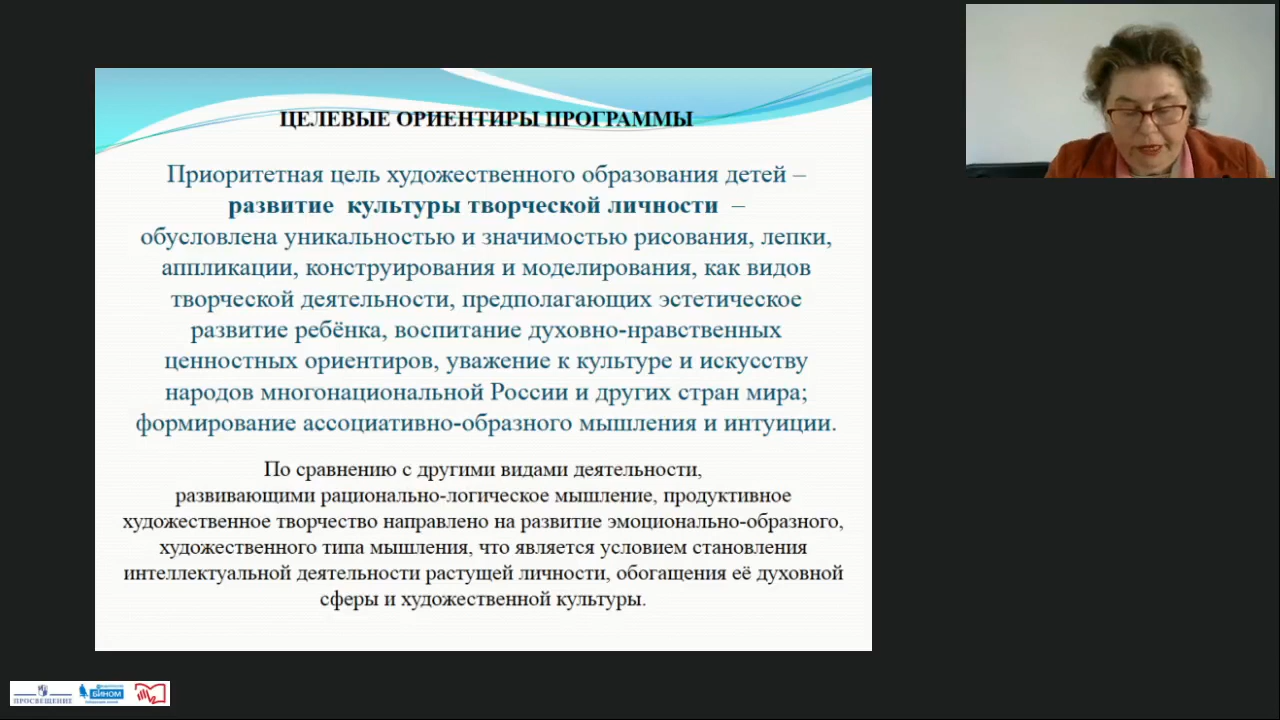 ЦЕЛЕВЫЕ ОРИЕНТИРЫ ПРОГРАММЫ
Приоритетная цель художественного образования детей –
развитие культуры творческой личности –
обусловлена уникальностью и значимостью рисования, лепки,
аппликации, конструирования и моделирования, как видов
творческой деятельности, предполагающих эстетическое
развитие ребёнка, воспитание духовно-нравственных
ценностных ориентиров, уважение к культуре и искусству
народов многонациональной России и других стран мира;
формирование ассоциативно-образного мышления и интуиции.
По сравнению с другими видами деятельности,
развивающими рационально-логическое мышление, продуктивное
художественное творчество направлено на развитие эмоционально-образного,
художественного типа мышления, что является условием становления
интеллектуальной деятельности растущей личности, обогащения её духовной
сферы и художественной культуры.
ПРОСВЕЩЕНИЕ
БИНОМ